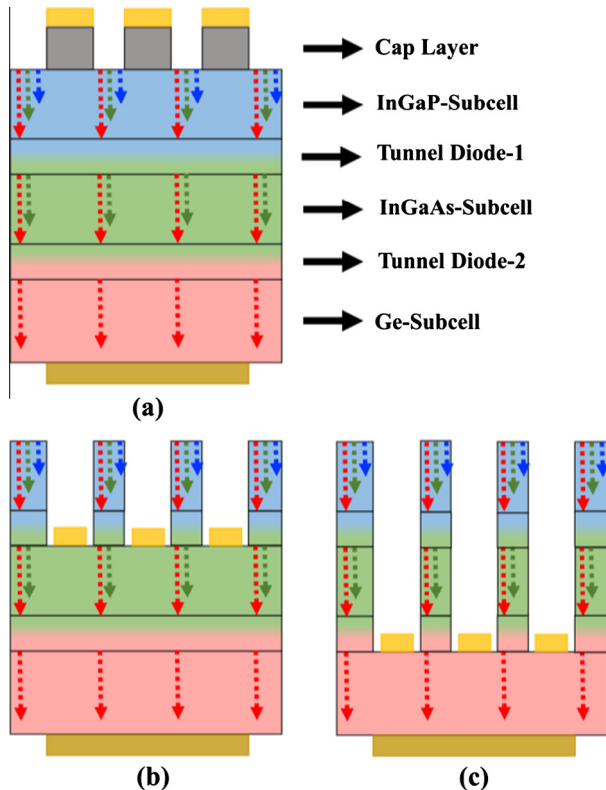 Cap Layer
InGaP-Subcell
Tunnel Diode-1
InGaAs-Subcell
Tunnel Diode-2
Ge-Subcell
(a)
(b)
(c)